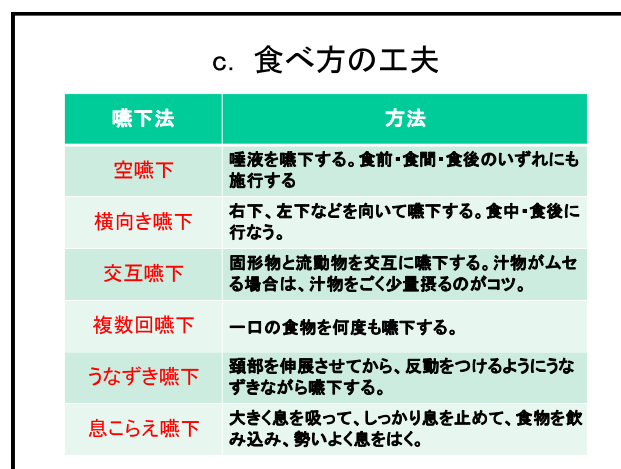 c. 食べ方の工夫
嚥下法 方法
空嚥下 唾液を嚥下する。食前・食間・食後のいずれにも
施行する
横向き嚥下 右下、左下などを向いて嚥下する。食中・食後に
行なう。
交互嚥下 固形物と流動物を交互に嚥下する。汁物がムセ
る場合は、汁物をごく少量摂るのがコツ。
複数回嚥下 一口の食物を何度も嚥下する。
うなずき嚥下 頚部を伸展させてから、反動をつけるようにうな
ずきながら嚥下する。
息こらえ嚥下 大きく息を吸って、しっかり息を止めて、食物を飲
み込み、勢いよく息をはく。